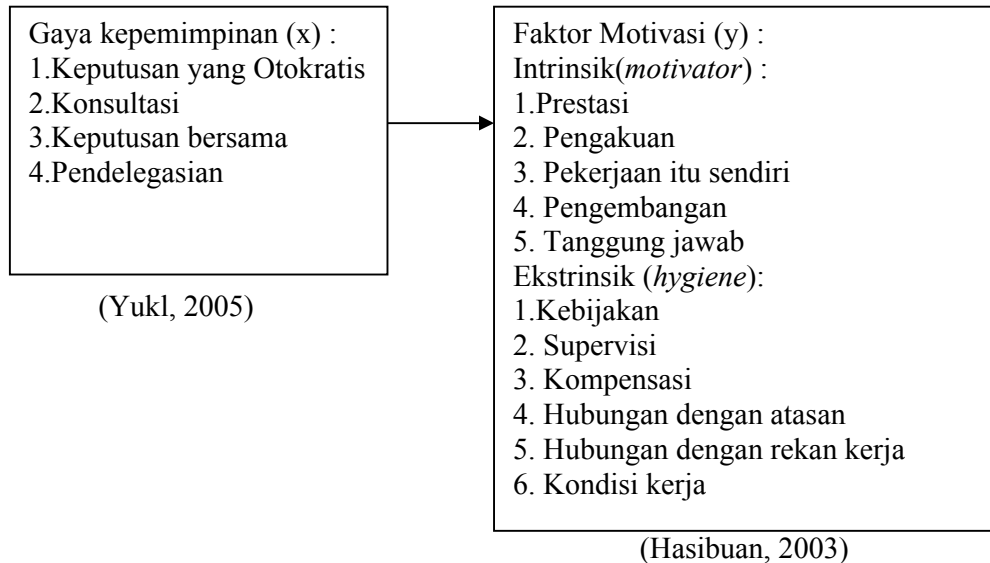 Gaya kepemimpinan (x) :
1.Keputusan yang Otokratis
2.Konsultasi
3.Keputusan bersama
4.Pendelegasian
(Yukl, 2005)
Faktor Motivasi (y) :
Intrinsik(motivator) :
1.Prestasi
2. Pengakuan
3. Pekerjaan itu sendiri
4. Pengembangan
5. Tanggung jawab
Ekstrinsik (hygiene):
1.Kebijakan
2. Supervisi
3. Kompensasi
4. Hubungan dengan atasan
5. Hubungan dengan rekan kerja
6. Kondisi kerja
(Hasibuan, 2003)